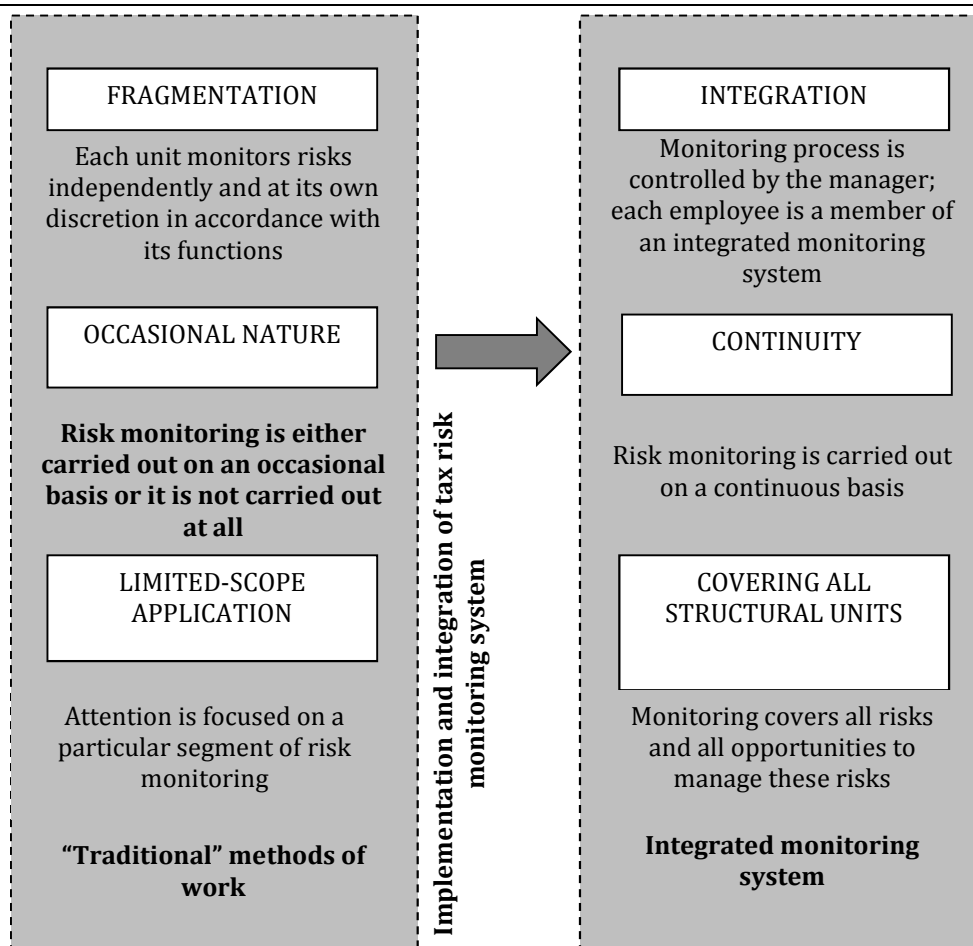 FRAGMENTATION
Each unit monitors risks
independently and at its own
discretion in accordance with
its functions
OCCASIONAL NATURE
Risk monitoring is either
carried out on an occasional
basis or it is not carried out
at all
LIMITED-SCOPE
APPLICATION
Attention is focused on a
particular segment of risk
monitoring
“Traditional” methods of
work
Implementation and integration of tax risk
monitoring system
INTEGRATION
Monitoring process is
controlled by the manager;
each employee is a member of
an integrated monitoring
system
CONTINUITY
Risk monitoring is carried out
on a continuous basis
COVERING ALL
STRUCTURAL UNITS
Monitoring covers all risks
and all opportunities to
manage these risks
Integrated monitoring
system